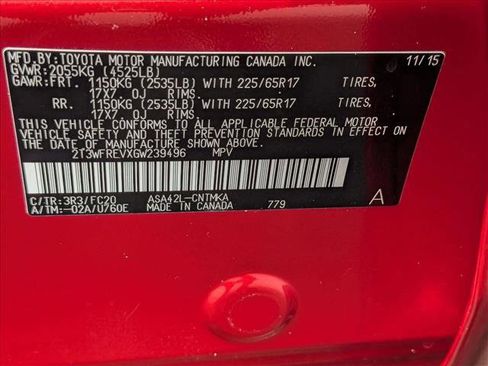 MFD.BY:TOYOTA MOTOR MANUFACTURING CANADA INC. 11/15
GVWR:2055KG (4525LB)
GAWR:FRT. 1150KG (2535LB) WITH 225/65R17 TIRES,
17X7.0J RIMS,
RR. 1150KG (2535LB) WITH 225/65R17 TIRES,
17X7.0J RIMS.
THIS VEHICLE CONFORMS TO ALL APPLICABLE FEDERAL MOTOR
VEHICLE SAFETY AND THEFT PREVENTION STANDARDS IN EFFECT ON
THE DATE OF MANUFACTURE SHOWN ABOVE.
2T3WFREVXGW239496 MPV
C/TR:3R3/FC20 ASA42L-CNTMKA A
A/TM:-02A/U760E MADE IN CANADA 779